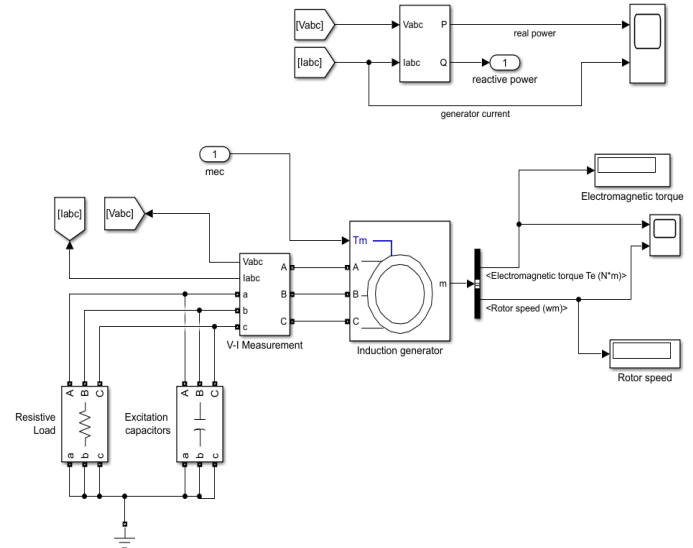 [Vabc]
Vabc
P
real power
[Iabc]
Iabc
Q
1
reactive power
generator current
1
mec
Electromagnetic torque
[Iabc]
[Vabc]
Tm
Vabc
A
A
Iabc
m
<Electromagnetic torque Te (N*m)>
a
B
B
b
<Rotor speed (wm)>
c
C
C
V-I Measurement
Induction generator
Rotor speed
A
B
C
A
B
C
Resistive
Load
Excitation
capacitors
a
b
c
a
b
c